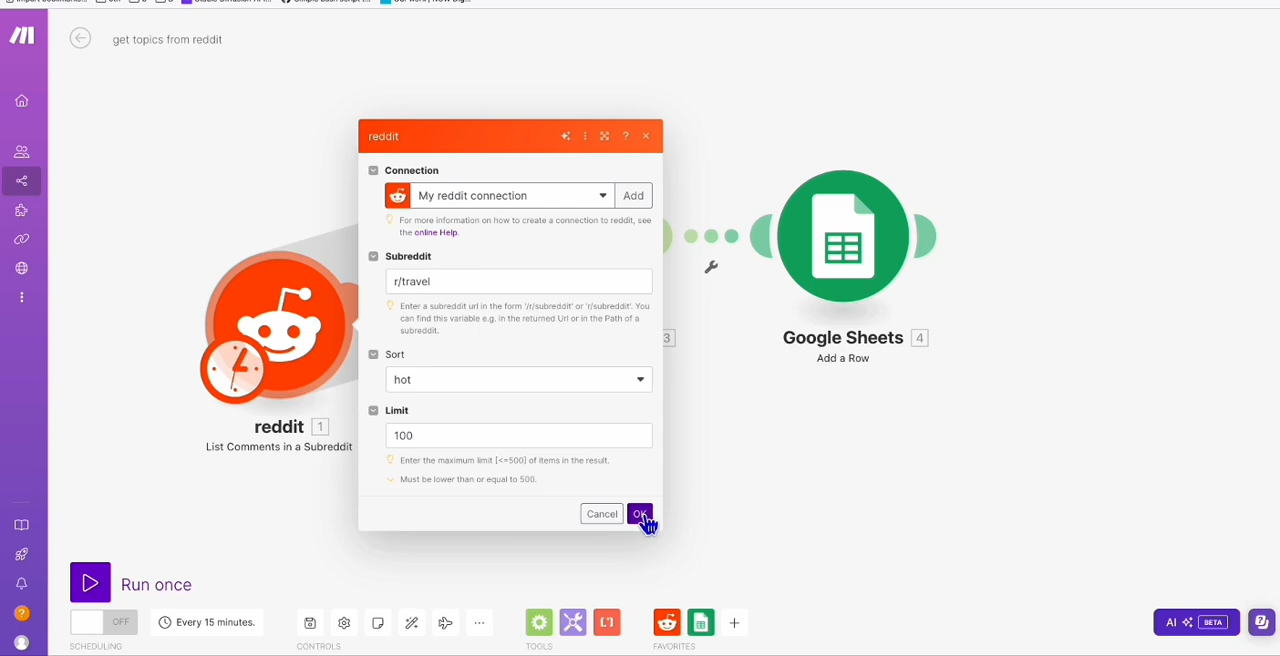 get topics from reddit
reddit
Connection
My reddit connection
Add
For more information on how to create a connection to reddit, see
the online Help.
Subreddit
r/travel
Enter a subreddit url in the form '/r/subreddit' or 'r/subreddit'. You
can find this variable e.g. in the returned Url or in the Path of a
subreddit.
Sort
hot
Limit
100
Enter the maximum limit [<=500] of items in the result.
Must be lower than or equal to 500.
Cancel
OK
reddit 1
List Comments in a Subreddit
3
Google Sheets 4
Add a Row
Run once
OFF
Every 15 minutes.
SCHEDULING
CONTROLS
TOOLS
FAVORITES
AI BETA